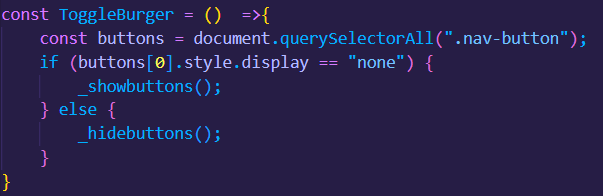 const ToggleBurger = ()  =>{
    const buttons = document.querySelectorAll(".nav-button");
    if (buttons[0].style.display == "none") {
        _showbuttons();
    } else {
        _hidebuttons();
    }
}